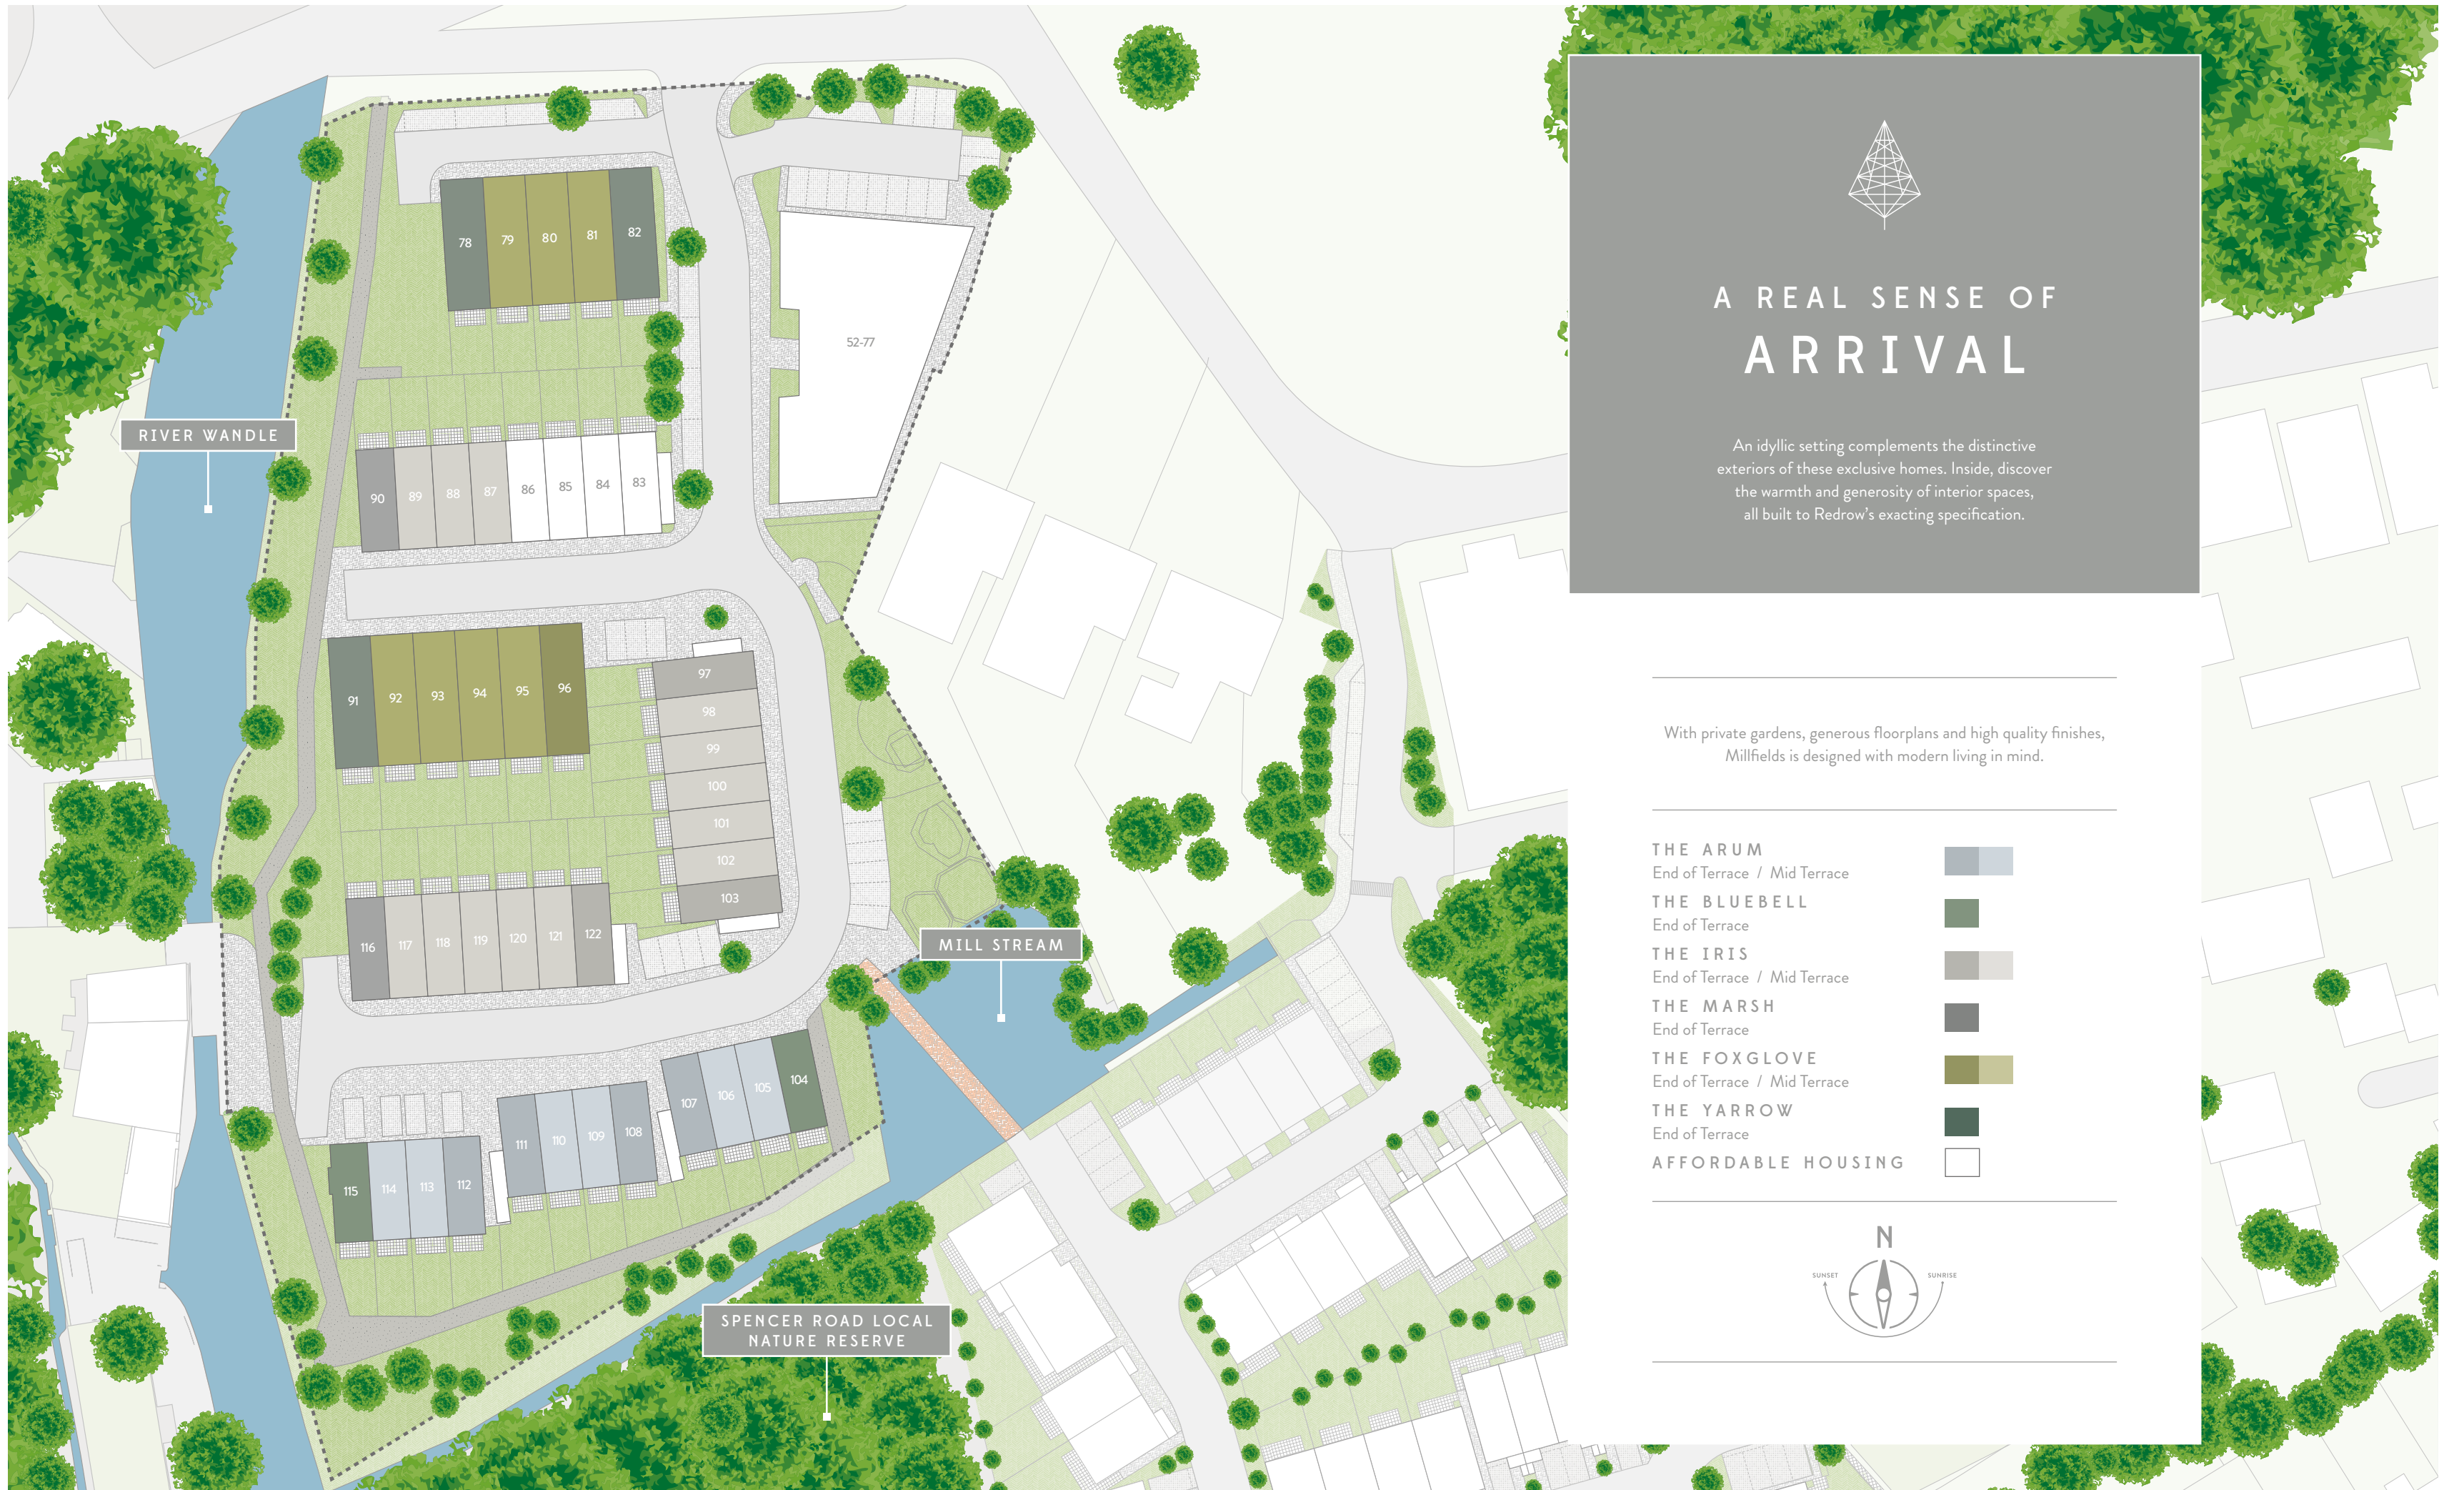 A REAL SENSE OF
ARRIVAL
An idyllic setting complements the distinctive
exteriors of these exclusive homes. Inside, discover
the warmth and generosity of interior spaces,
all built to Redrow's exacting specification.
With private gardens, generous floorplans and high quality finishes,
Millfields is designed with modern living in mind.
THE ARUM
End of Terrace / Mid Terrace
THE BLUEBELL
End of Terrace
THE IRIS
End of Terrace / Mid Terrace
THE MARSH
End of Terrace
THE FOXGLOVE
End of Terrace / Mid Terrace
THE YARROW
End of Terrace
AFFORDABLE HOUSING
N
SUNSET
SUNRISE
RIVER WANDLE
MILL STREAM
SPENCER ROAD LOCAL
NATURE RESERVE
78 79 80 81 82
52-77
90 89 88 87 86 85 84 83
91 92 93 94 95 96
97
98
99
100
101
102
103
116 117 118 119 120 121 122
107 106 105 104
111 110 109 108
115 114 113 112